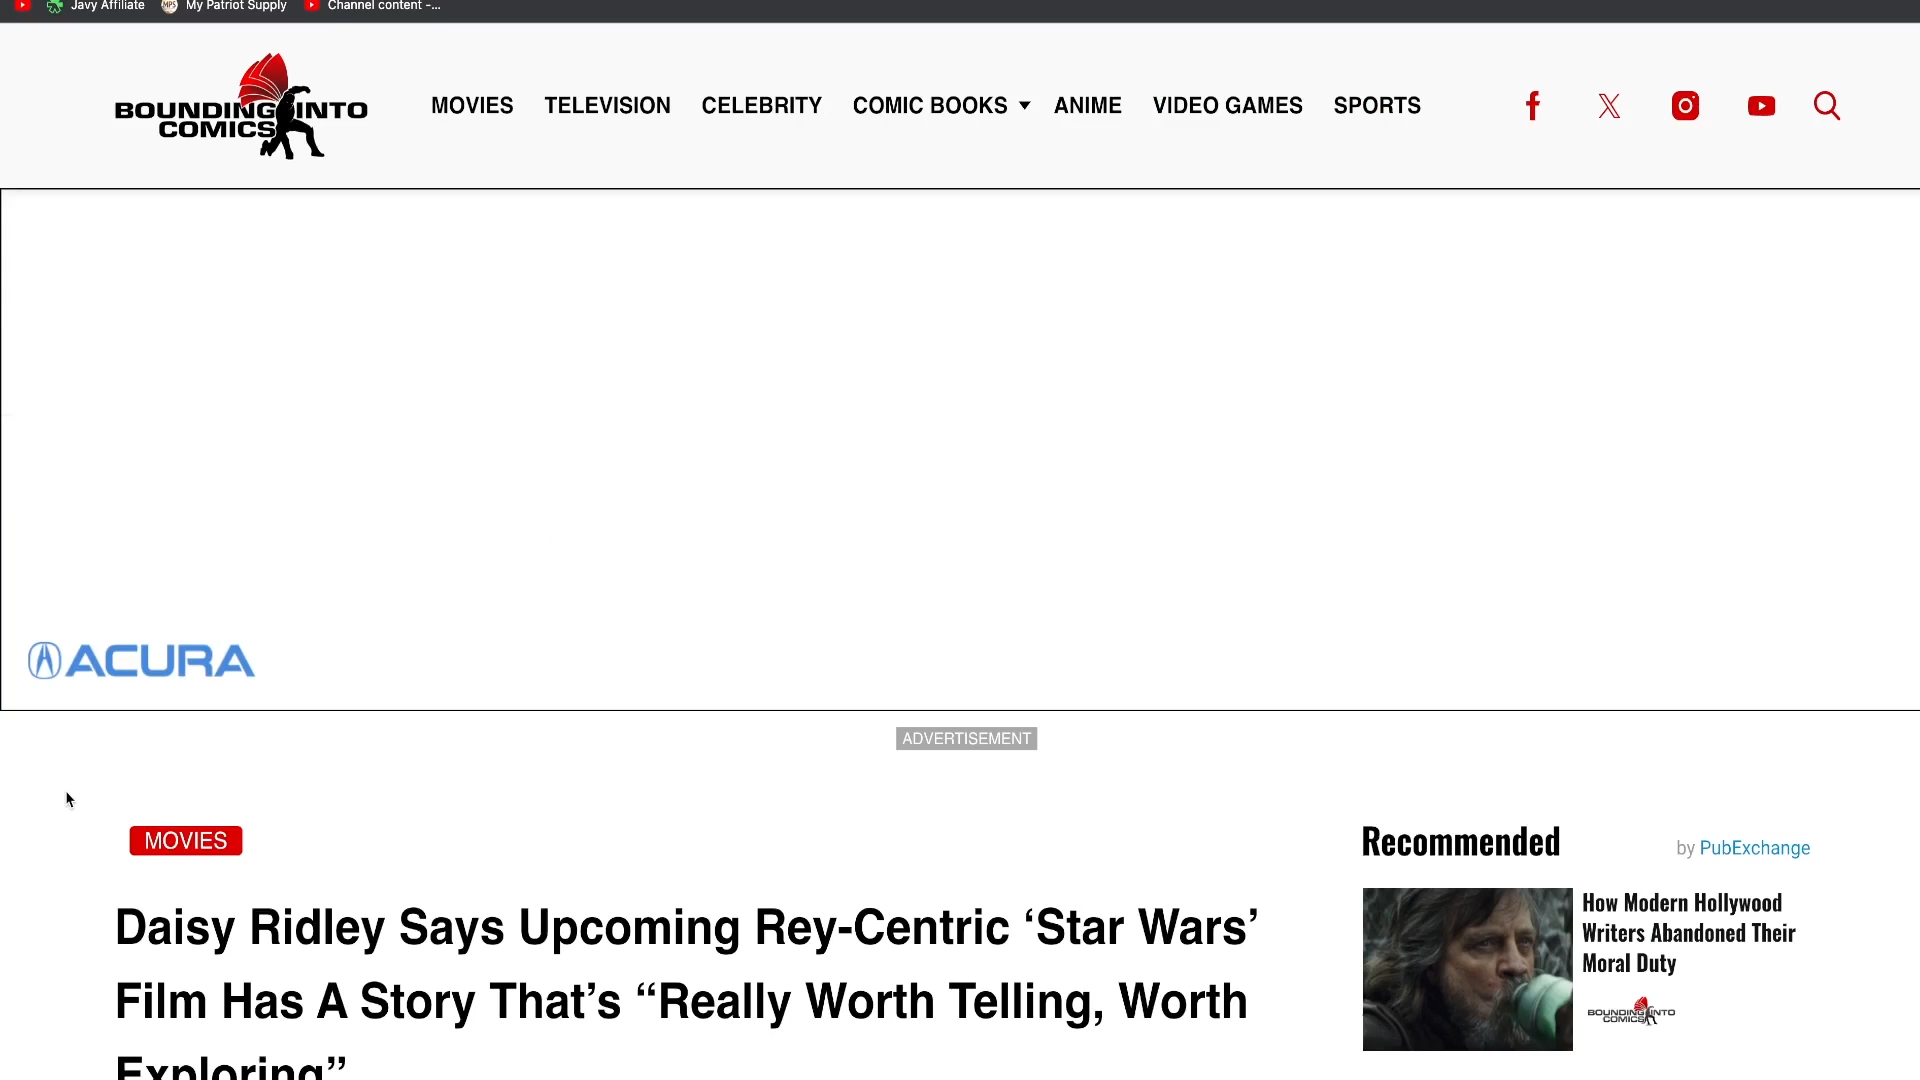 Javy Affiliate My Patriot Supply Channel content -...
BOUNDING INTO
COMICS
MOVIES TELEVISION CELEBRITY COMIC BOOKS ANIME VIDEO GAMES SPORTS
ACURA
ADVERTISEMENT
MOVIES
Daisy Ridley Says Upcoming Rey-Centric ‘Star Wars’
Film Has A Story That’s “Really Worth Telling, Worth
Exploring”
Recommended
by PubExchange
How Modern Hollywood
Writers Abandoned Their
Moral Duty
BOUNDING INTO
COMICS